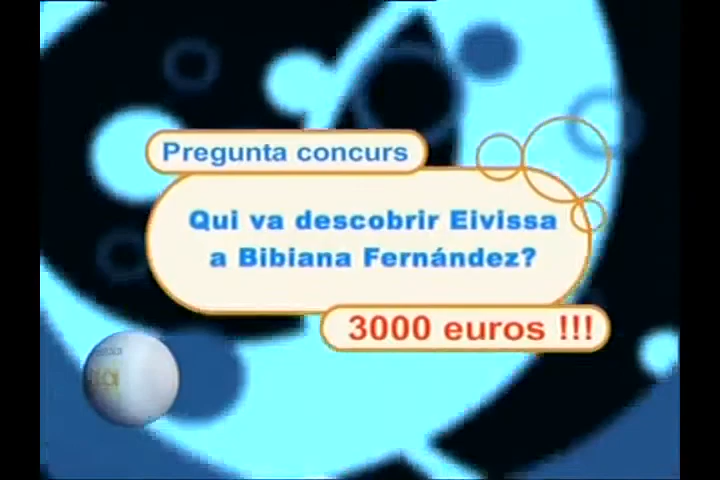 Pregunta concurs
Qui va descobrir Eivissa
a Bibiana Fernández?
3000 euros !!!